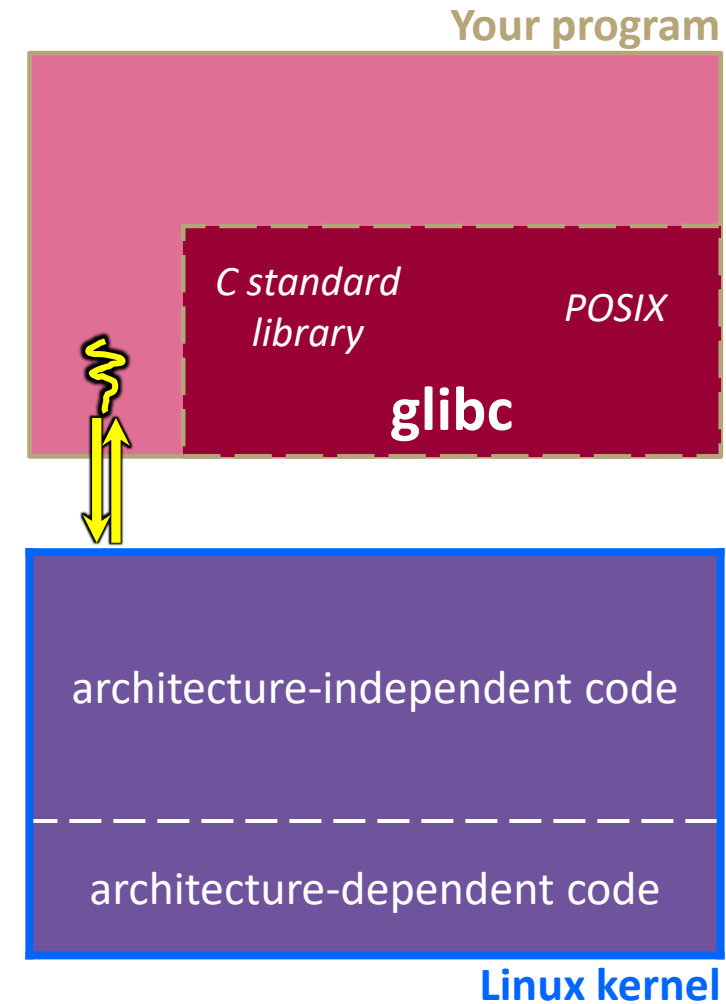 Your program
C standard
library
POSIX
glibc
architecture-independent code
architecture-dependent code
Linux kernel